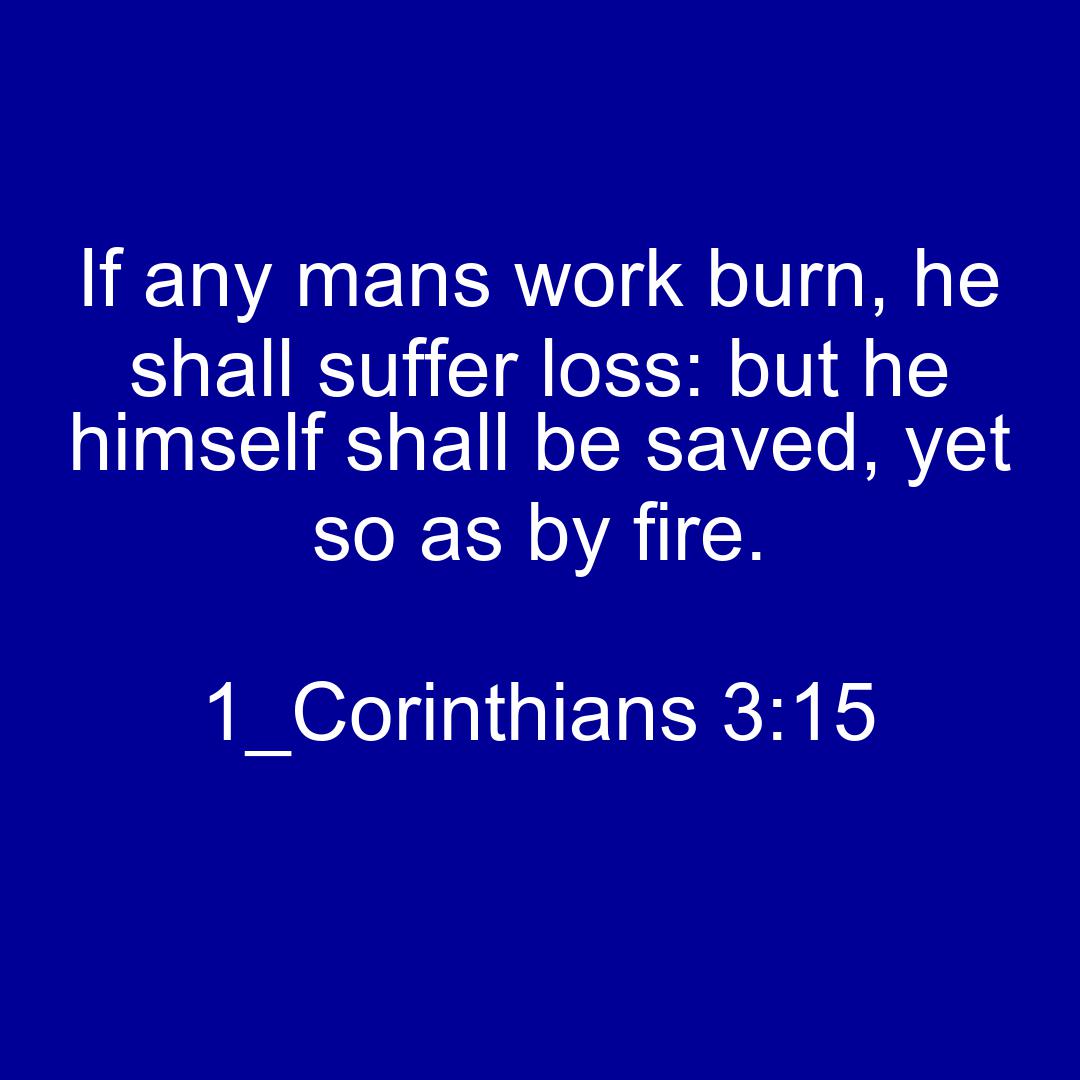 If any mans work burn, he
shall suffer loss: but he
himself shall be saved, yet
so as by fire.
1_Corinthians 3:15